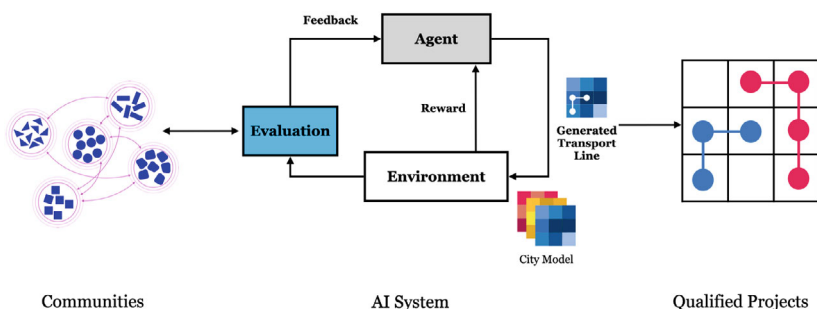 Feedback
Agent
Reward
Evaluation
Generated
Transport
Line
Environment
City Model
Communities
AI System
Qualified Projects